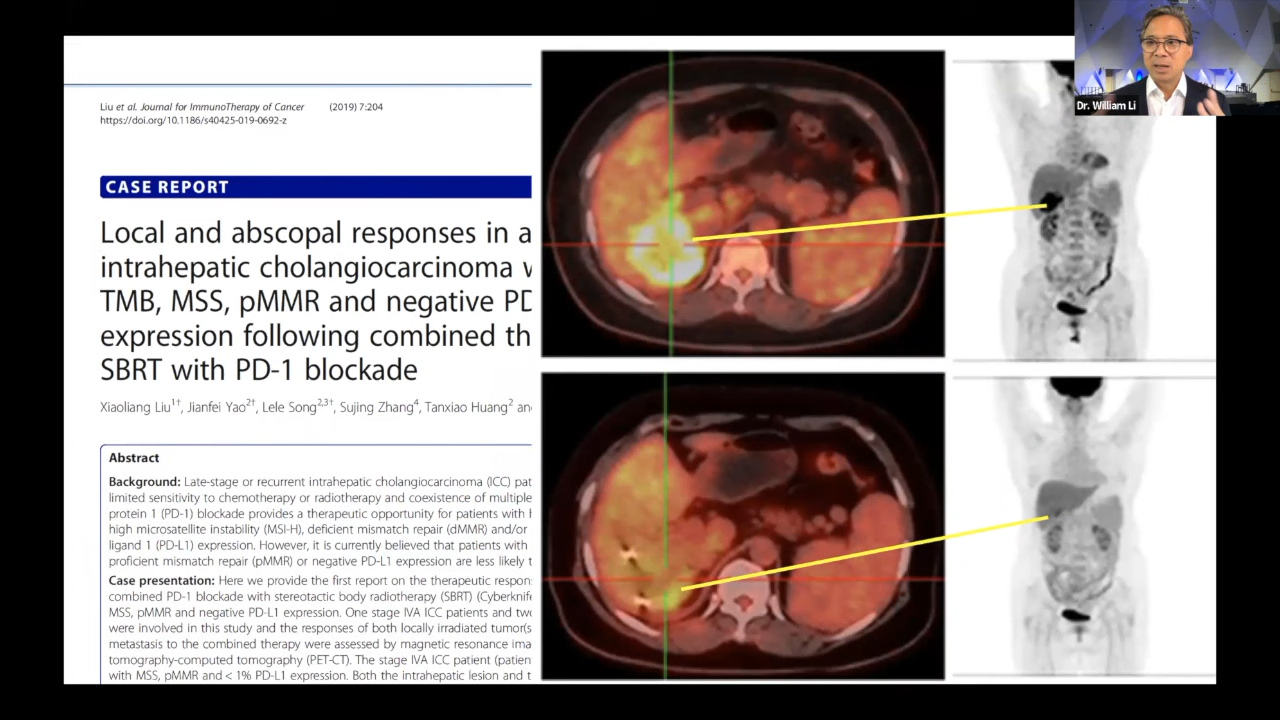 Liu et al. Journal for ImmunoTherapy of Cancer (2019) 7:204
https://doi.org/10.1186/s40425-019-0692-z
CASE REPORT
Local and abscopal responses in a
intrahepatic cholangiocarcinoma w
TMB, MSS, pMMR and negative PD
expression following combined th
SBRT with PD-1 blockade
Xiaoliang Liu1†, Jianfei Yao2†, Lele Song2,3†, Sujing Zhang4, Tanxiao Huang2 and
Abstract
Background: Late-stage or recurrent intrahepatic cholangiocarcinoma (ICC) pat
limited sensitivity to chemotherapy or radiotherapy and coexistence of multiple
protein 1 (PD-1) blockade provides a therapeutic opportunity for patients with h
high microsatellite instability (MSI-H), deficient mismatch repair (dMMR) and/or
ligand 1 (PD-L1) expression. However, it is currently believed that patients with
proficient mismatch repair (pMMR) or negative PD-L1 expression are less likely t
Case presentation: Here we provide the first report on the therapeutic respon
combined PD-1 blockade with stereotactic body radiotherapy (SBRT) (Cyberknife
MSS, pMMR and negative PD-L1 expression. One stage IVA ICC patients and two
were involved in this study and the responses of both locally irradiated tumor(s
metastasis to the combined therapy were assessed by magnetic resonance ima
tomography-computed tomography (PET-CT). The stage IVA ICC patient (patien
with MSS, pMMR and < 1% PD-L1 expression. Both the intrahepatic lesion and t
Dr. William Li